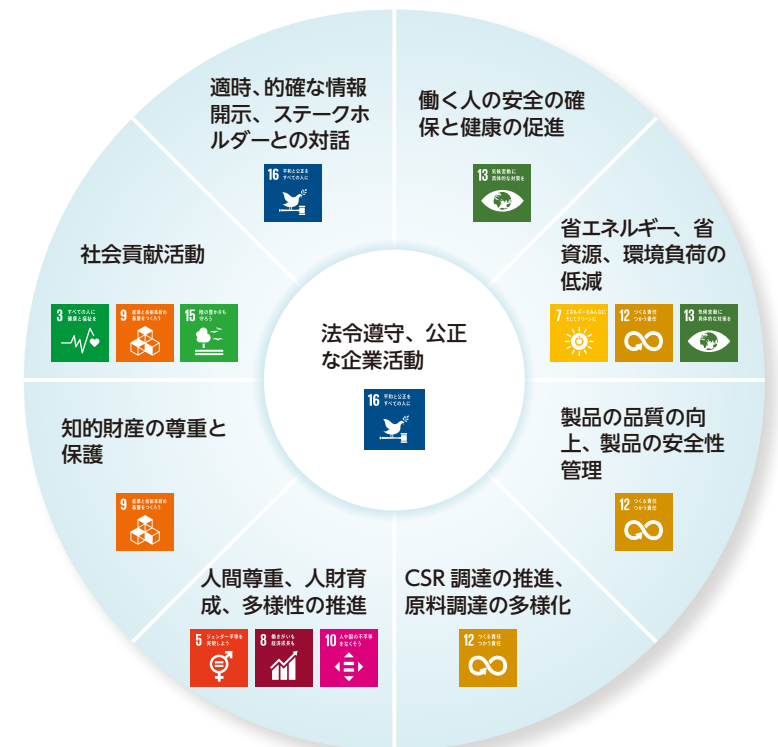 適時、的確な情報
開示、ステークホ
ルダーとの対話
16 平和と公正を
すべての人に
働く人の安全の確
保と健康の促進
13 気候変動に
具体的な対策を
省エネルギー、省
資源、環境負荷の
低減
7 エネルギーをみんなに
そしてクリーンに
12 つくる責任
つかう責任
13 気候変動に
具体的な対策を
製品の品質の向
上、製品の安全性
管理
12 つくる責任
つかう責任
CSR 調達の推進、
原料調達の多様化
12 つくる責任
つかう責任
人間尊重、人財育
成、多様性の推進
5 ジェンダー平等を
実現しよう
8 働きがいも
経済成長も
10 人や国の不平等
をなくそう
知的財産の尊重と
保護
9 産業と技術革新の
基盤をつくろう
社会貢献活動
3 すべての人に
健康と福祉を
9 産業と技術革新の
基盤をつくろう
15 陸の豊かさも
守ろう
法令遵守、公正
な企業活動
16 平和と公正を
すべての人に